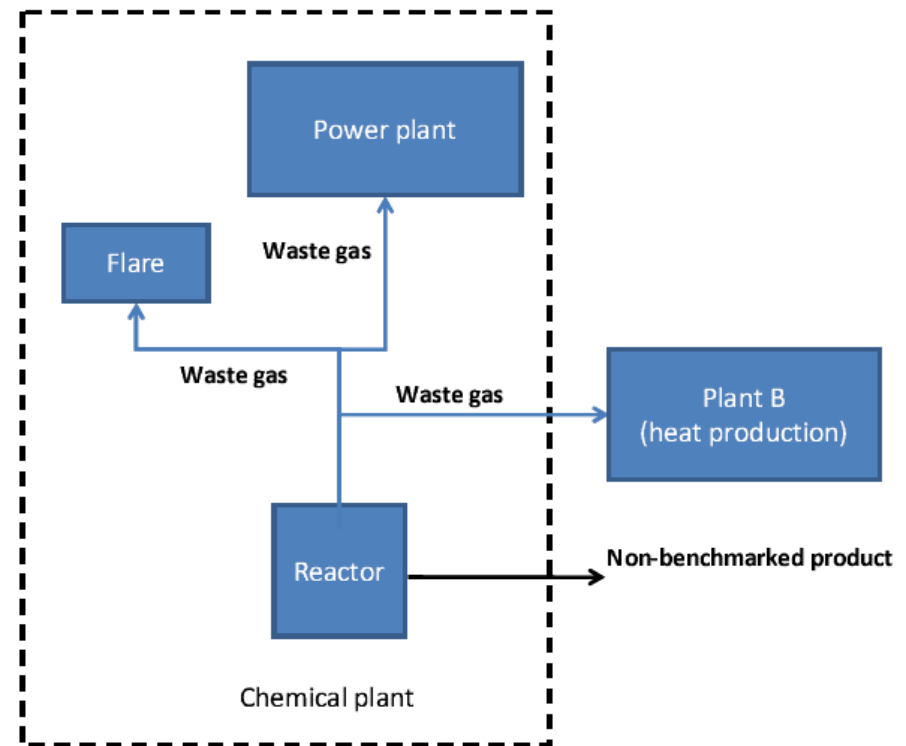 Power plant
Waste gas
Flare
Waste gas
Waste gas
Plant B
(heat production)
Reactor
Non-benchmarked product
Chemical plant